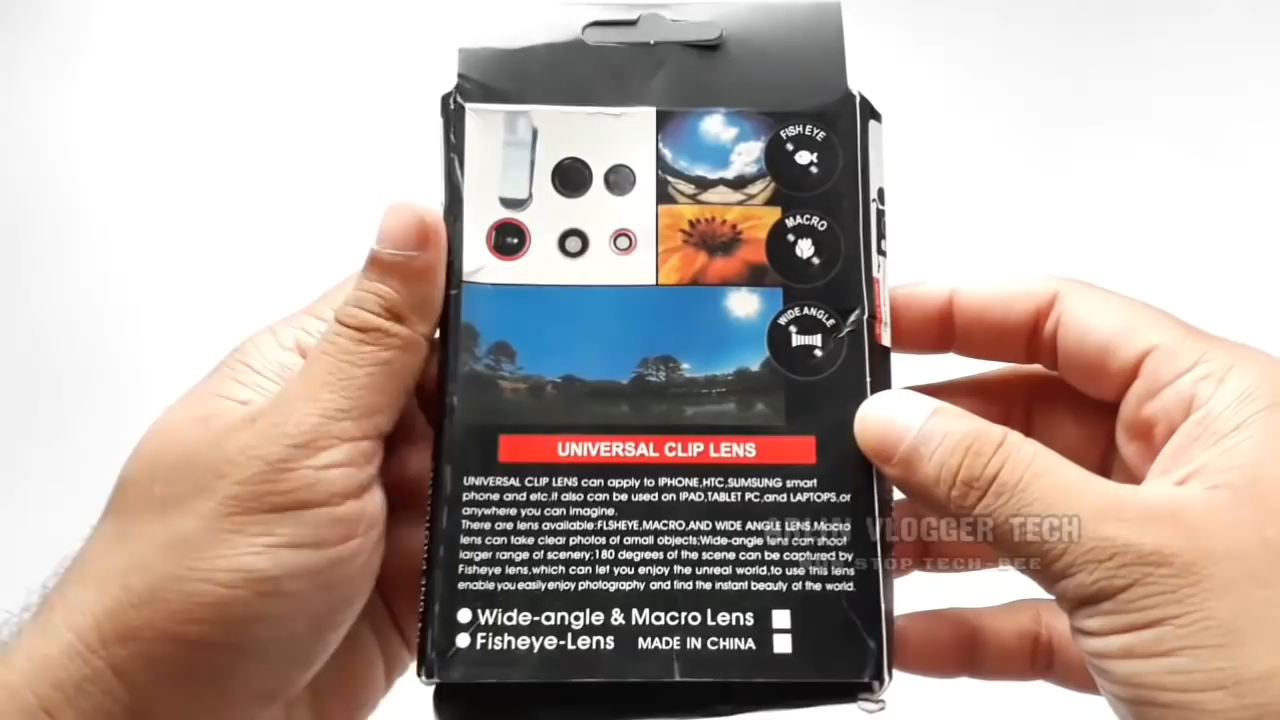 FISH EYE
MACRO
WIDE ANGLE
UNIVERSAL CLIP LENS
UNIVERSAL CLIP LENS can apply to IPHONE,HTC,SUMSUNG smart
phone and etc.it also can be used on IPAD,TABLET PC,and LAPTOPS,or
anywhere you can imagine.
There are lens available:FLSHEYE,MACRO,AND WIDE ANGLE LENS.Macro
lens can take clear photos of amall objects;Wide-angle lens can shoot
larger range of scenery;180 degrees of the scene can be captured by
Fisheye lens,which can let you enjoy the unreal world,to use this lens
enable you easily enjoy photography and find the instant beauty of the world.
VLOGGER TECH
STOP TECH-BEE
Wide-angle & Macro Lens
Fisheye-Lens MADE IN CHINA